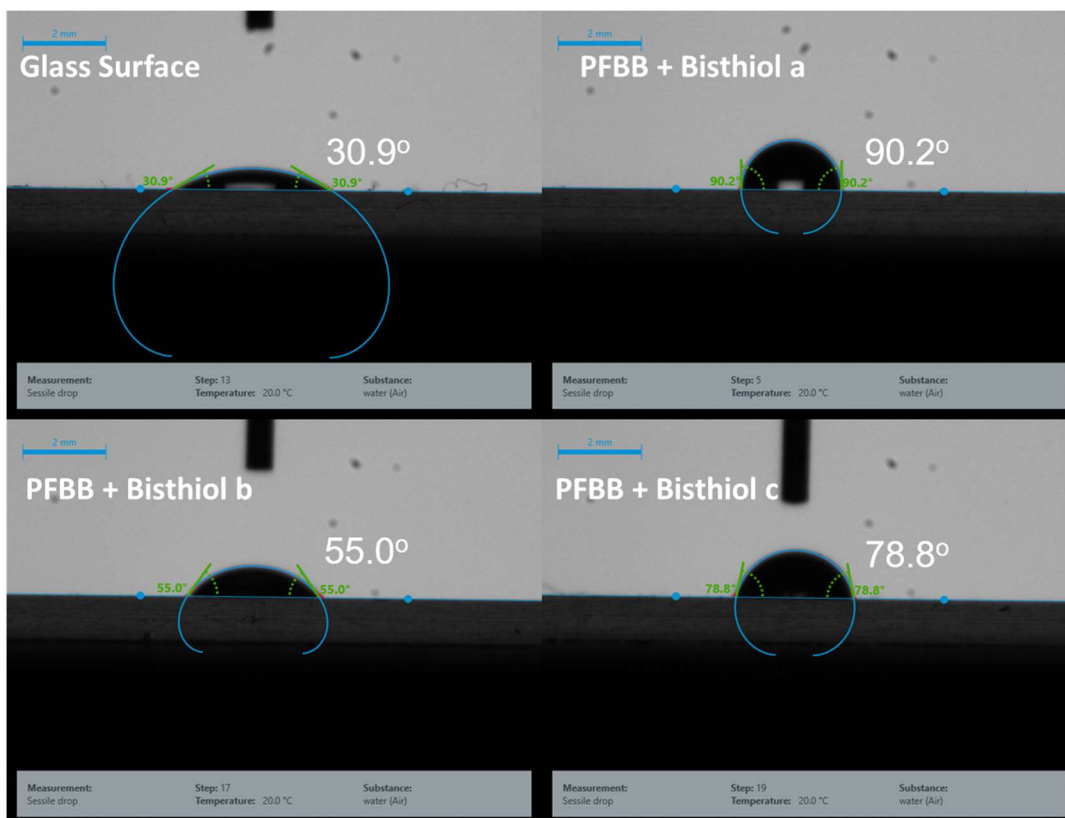 2 mm
Glass Surface
30.9º
30.9°
30.9°
Measurement:
Sessile drop
Step: 13
Temperature: 20.0 °C
Substance:
water (Air)
2 mm
PFBB + Bisthiol a
90.2º
90.2°
90.2°
Measurement:
Sessile drop
Step: 5
Temperature: 20.0 °C
Substance:
water (Air)
2 mm
PFBB + Bisthiol b
55.0º
55.0°
55.0°
Measurement:
Sessile drop
Step: 17
Temperature: 20.0 °C
Substance:
water (Air)
2 mm
PFBB + Bisthiol c
78.8º
78.8°
78.8°
Measurement:
Sessile drop
Step: 19
Temperature: 20.0 °C
Substance:
water (Air)